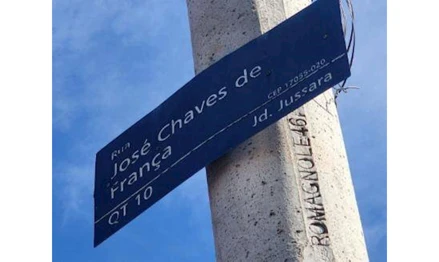 Rua
José Chaves de
França
CEP 17055-020
QT 10
Jd. Jussara
ROMAGNOLE